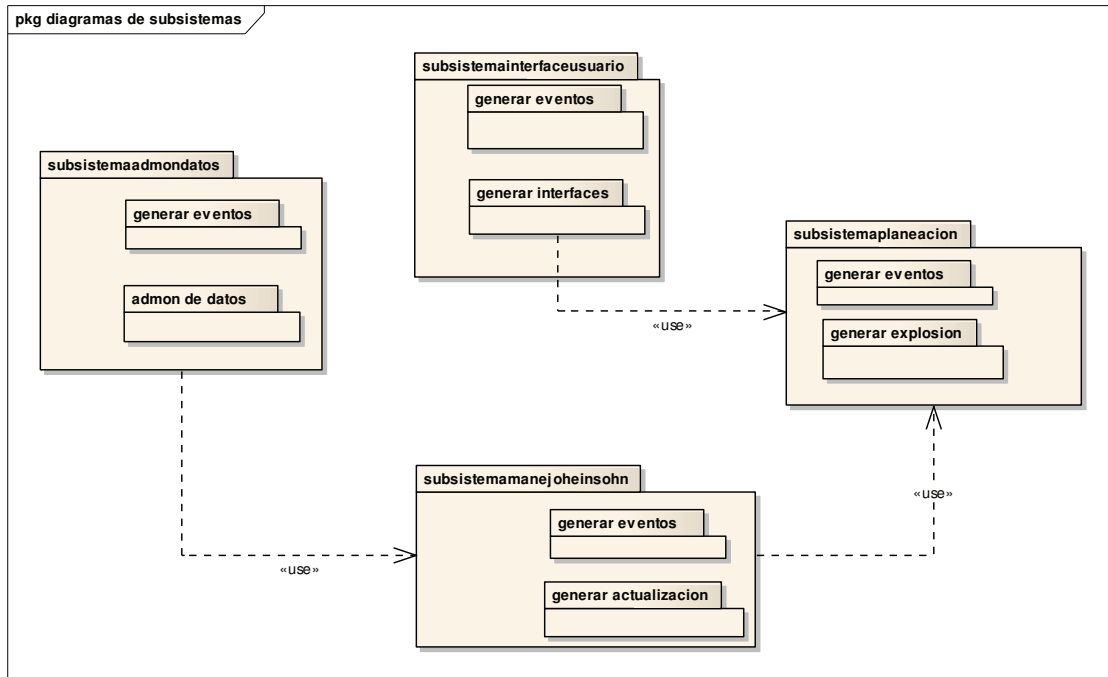 pkg diagramas de subsistemas
subsistemainterfaceusuario
generar eventos
generar interfaces
subsistemaadmondatos
generar eventos
admon de datos
subsistemaplaneacion
generar eventos
generar explosion
«use»
subsistemamanejoheinsohn
generar eventos
generar actualizacion
«use»
«use»